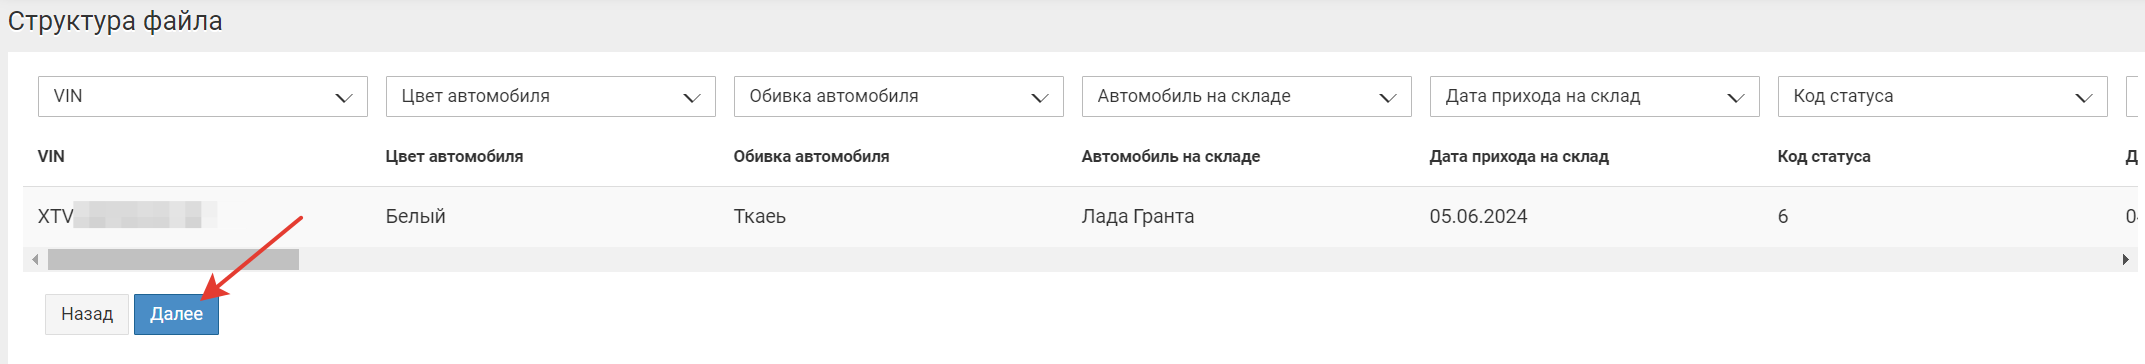 Структура файла
VIN Цвет автомобиля Обивка автомобиля Автомобиль на складе Дата прихода на склад Код статуса
VIN Цвет автомобиля Обивка автомобиля Автомобиль на складе Дата прихода на склад Код статуса
XTV Белый Ткаеь Лада Гранта 05.06.2024 6
Назад Далее